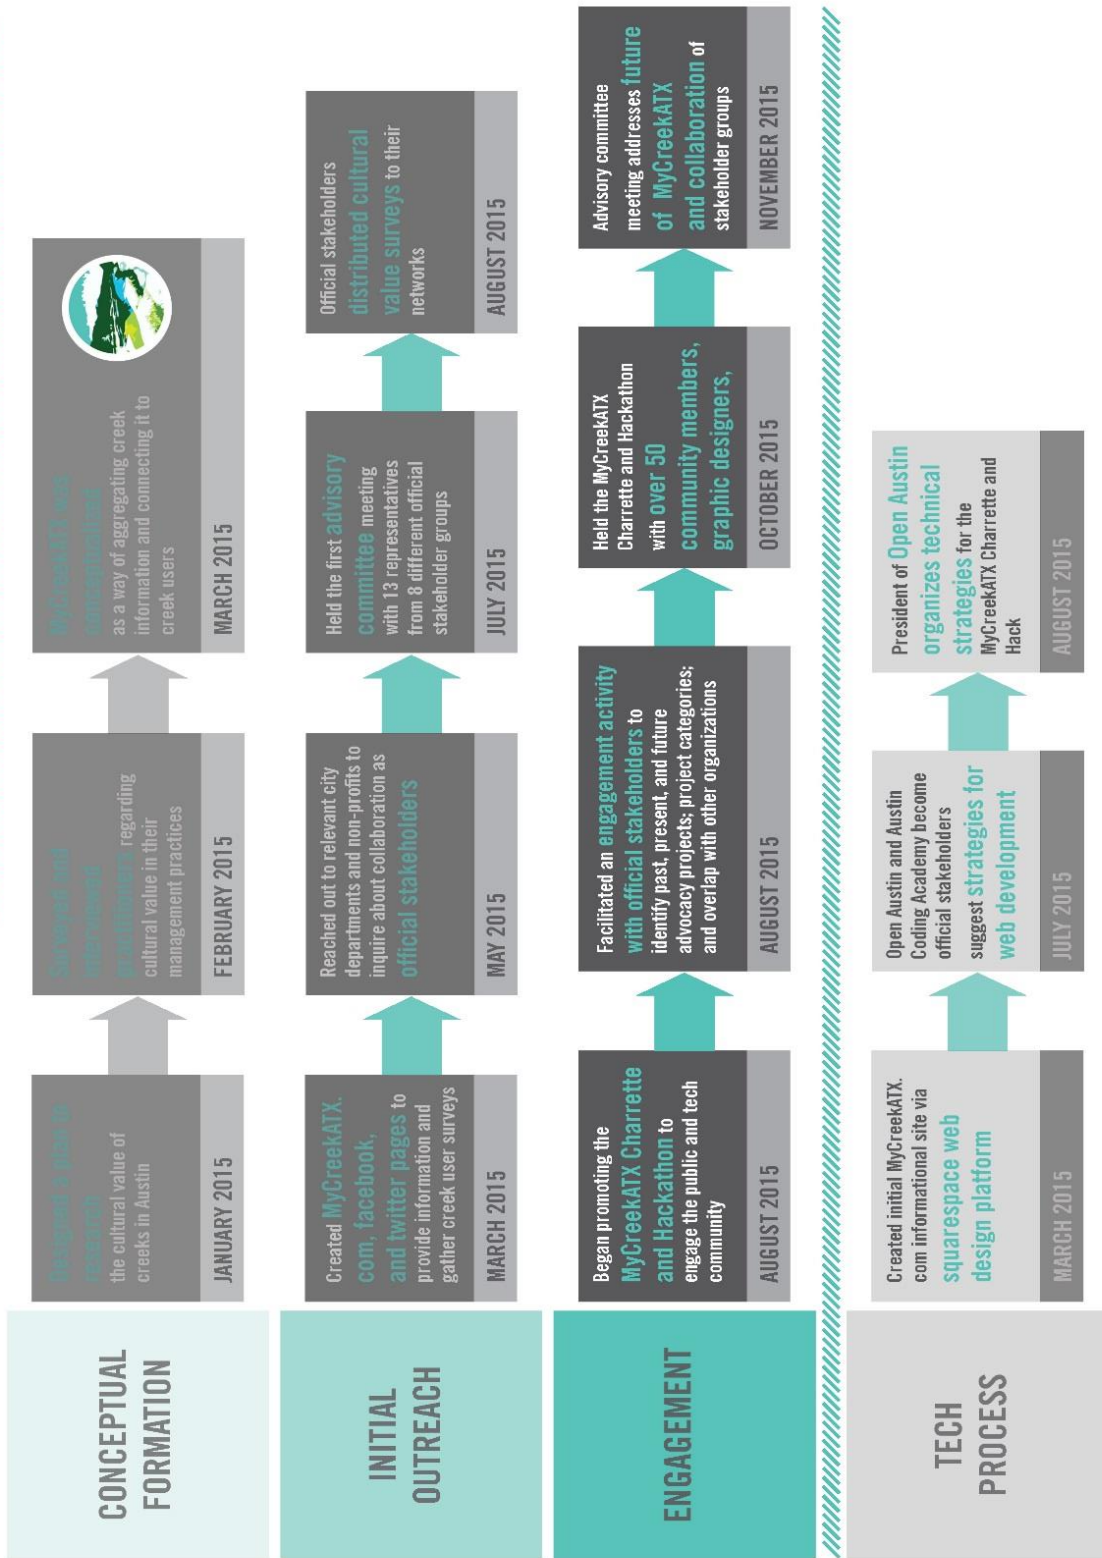 CONCEPTUAL
FORMATION
Designed a plan to
research
the cultural value of
creeks in Austin
JANUARY 2015
Surveyed and
interviewed
practitioners regarding
cultural value in their
management practices
FEBRUARY 2015
MyCreekATX was
conceptualized
as a way of aggregating creek
information and connecting it to
creek users
MARCH 2015
INITIAL
OUTREACH
Created MyCreekATX.
com, facebook,
and twitter pages to
provide information and
gather creek user surveys
MARCH 2015
Reached out to relevant city
departments and non-profits to
inquire about collaboration as
official stakeholders
MAY 2015
Held the first advisory
committee meeting
with 13 representatives
from 8 different official
stakeholder groups
JULY 2015
Official stakeholders
distributed cultural
value surveys to their
networks
AUGUST 2015
ENGAGEMENT
Began promoting the
MyCreekATX Charrette
and Hackathon to
engage the public and tech
community
AUGUST 2015
Facilitated an engagement activity
with official stakeholders to
identify past, present, and future
advocacy projects; project categories;
and overlap with other organizations
AUGUST 2015
Held the MyCreekATX
Charrette and Hackathon
with over 50
community members,
graphic designers,
OCTOBER 2015
Advisory committee
meeting addresses future
of MyCreekATX
and collaboration of
stakeholder groups
NOVEMBER 2015
TECH
PROCESS
Created initial MyCreekATX.
com informational site via
squarespace web
design platform
MARCH 2015
Open Austin and Austin
Coding Academy become
official stakeholders
suggest strategies for
web development
JULY 2015
President of Open Austin
organizes technical
strategies for the
MyCreekATX Charrette and
Hack
AUGUST 2015